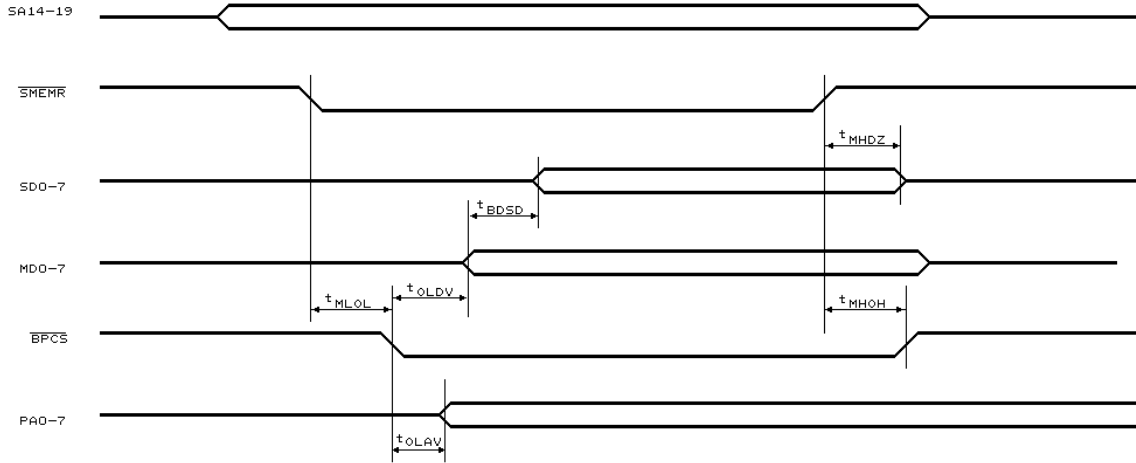 SA14-19
SMEMR
tMHDZ
SD0-7
tBDSD
MD0-7
tMLOL
tOLDV
tMHOH
BPCS
PA0-7
tOLAV